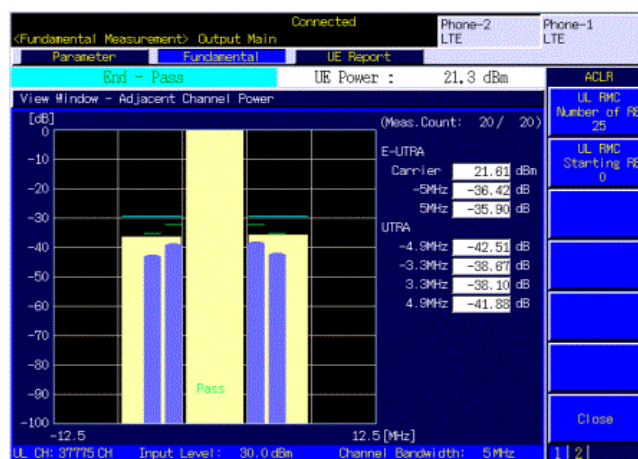 Connected
<Fundamental Measurement> Output Main
Phone-2
LTE
Phone-1
LTE
Parameter
Fundamental
UE Report
End - Pass
UE Power :
21.3 dBm
ACLR
View Window - Adjacent Channel Power
UL RMC
Number of RB
25
UL RMC
Starting RB
0
Close
1 2
[dB]
0
-10
-20
-30
-40
-50
-60
-70
-80
-90
-100
Pass
-12.5
12.5 [MHz]
(Meas.Count: 20/ 20)
E-UTRA
Carrier 21.61 dBm
-5MHz -36.42 dB
5MHz -35.90 dB
UTRA
-4.9MHz -42.51 dB
-3.3MHz -38.67 dB
3.3MHz -38.10 dB
4.9MHz -41.88 dB
UL CH: 37775 CH Input Level: 30.0 dBm Channel Bandwidth: 5 MHz